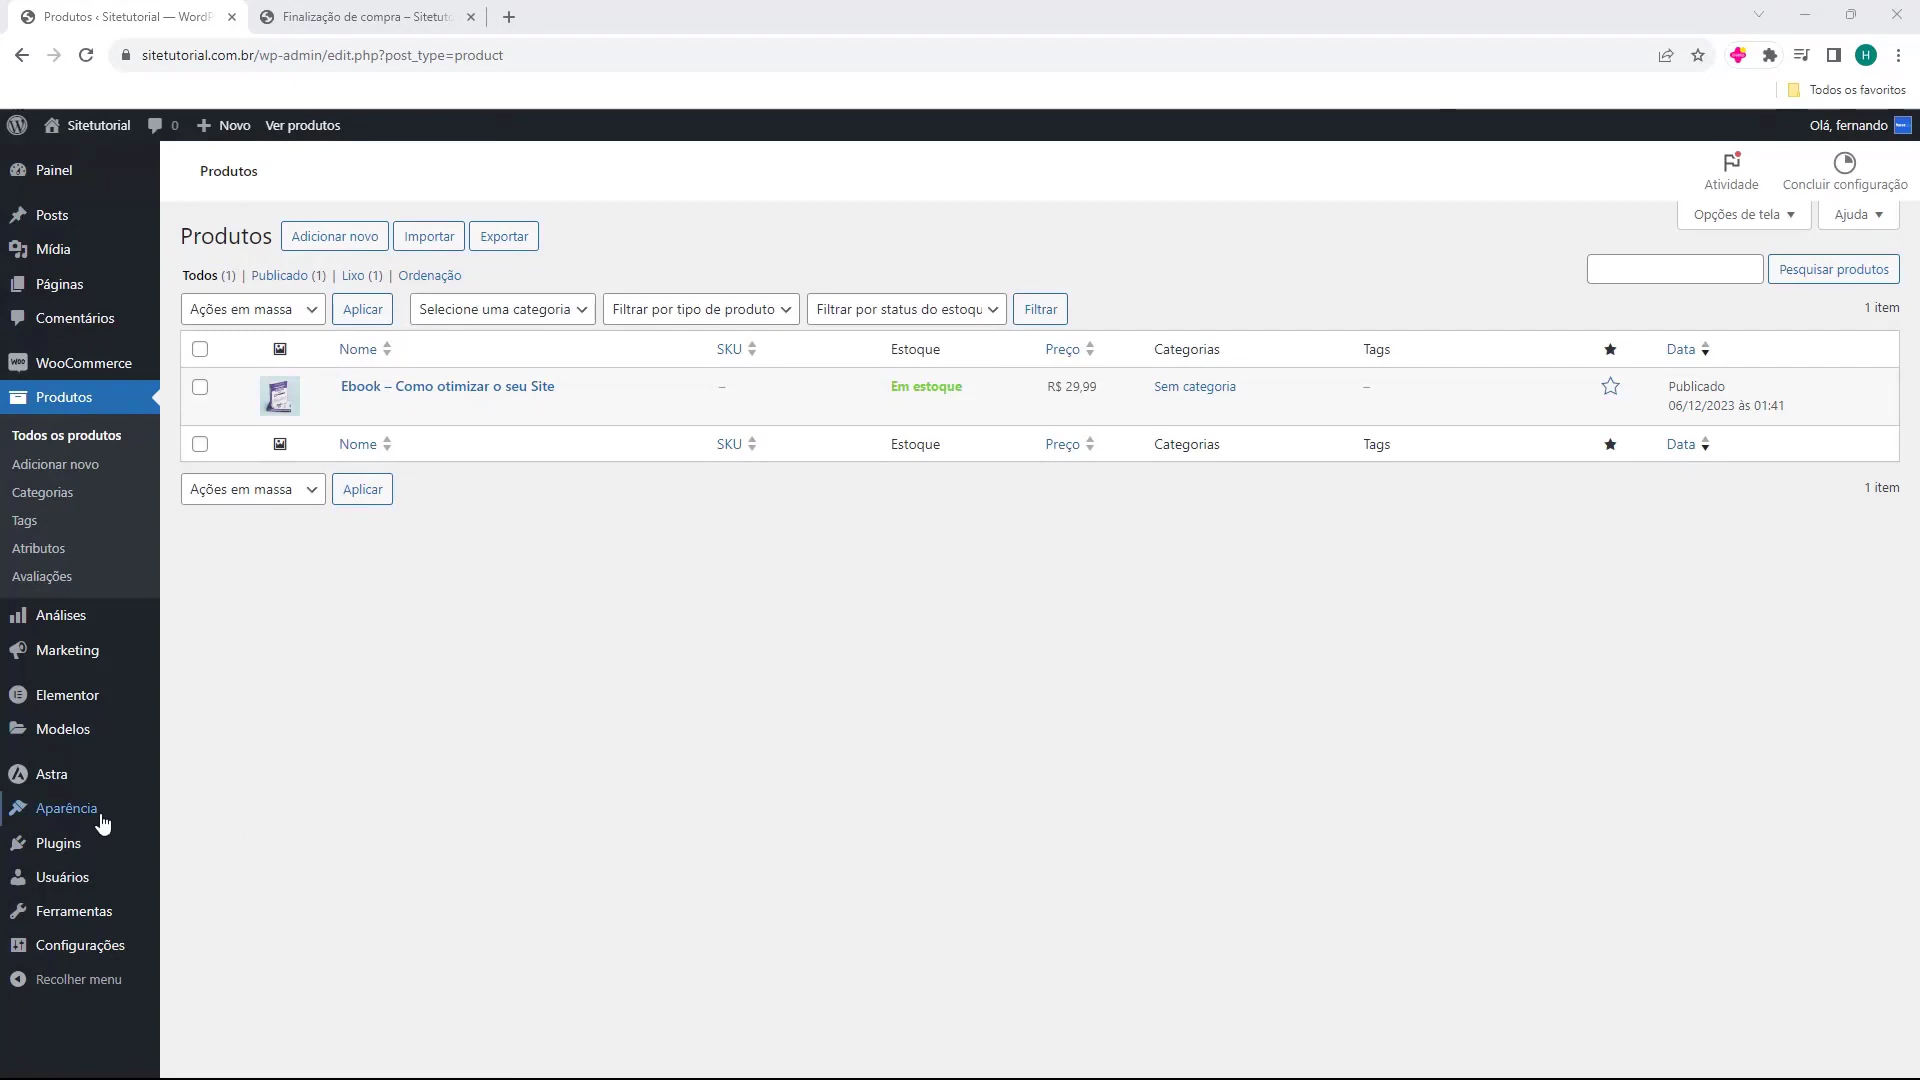 Produtos ‹ Sitetutorial — WordP
Finalização de compra – Sitetuto
sitetutorial.com.br/wp-admin/edit.php?post_type=product
H
Todos os favoritos
Sitetutorial
0
Novo
Ver produtos
Olá, fernando
Painel
Posts
Mídia
Páginas
Comentários
WooCommerce
Produtos
Todos os produtos
Adicionar novo
Categorias
Tags
Atributos
Avaliações
Análises
Marketing
Elementor
Modelos
Astra
Aparência
Plugins
Usuários
Ferramentas
Configurações
Recolher menu
Produtos
Atividade
Concluir configuração
Opções de tela
Ajuda
Produtos
Adicionar novo
Importar
Exportar
Todos (1) | Publicado (1) | Lixo (1) | Ordenação
Pesquisar produtos
Ações em massa
Aplicar
Selecione uma categoria
Filtrar por tipo de produto
Filtrar por status do estoqu
Filtrar
1 item
Nome SKU Estoque Preço Categorias Tags Data
Ebook – Como otimizar o seu Site – Em estoque R$ 29,99 Sem categoria – Publicado
06/12/2023 às 01:41
Nome SKU Estoque Preço Categorias Tags Data
Ações em massa
Aplicar
1 item